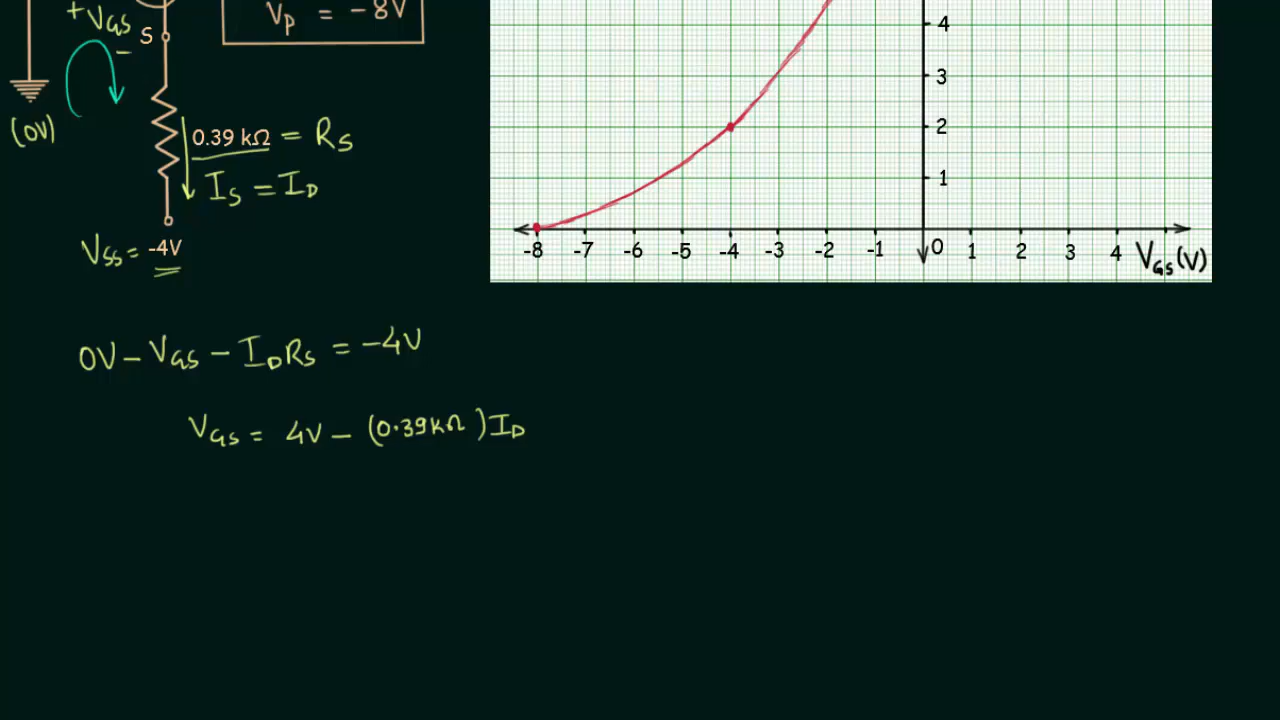 +VGS
-
S
VP = -8V
(0V)
0.39 kΩ = RS
IS = ID
VSS = -4V
4
3
2
1
-8 -7 -6 -5 -4 -3 -2 -1 0 1 2 3 4 VGS(V)
0V - VGS - IDRS = -4V
VGS = 4V - (0.39kΩ)ID